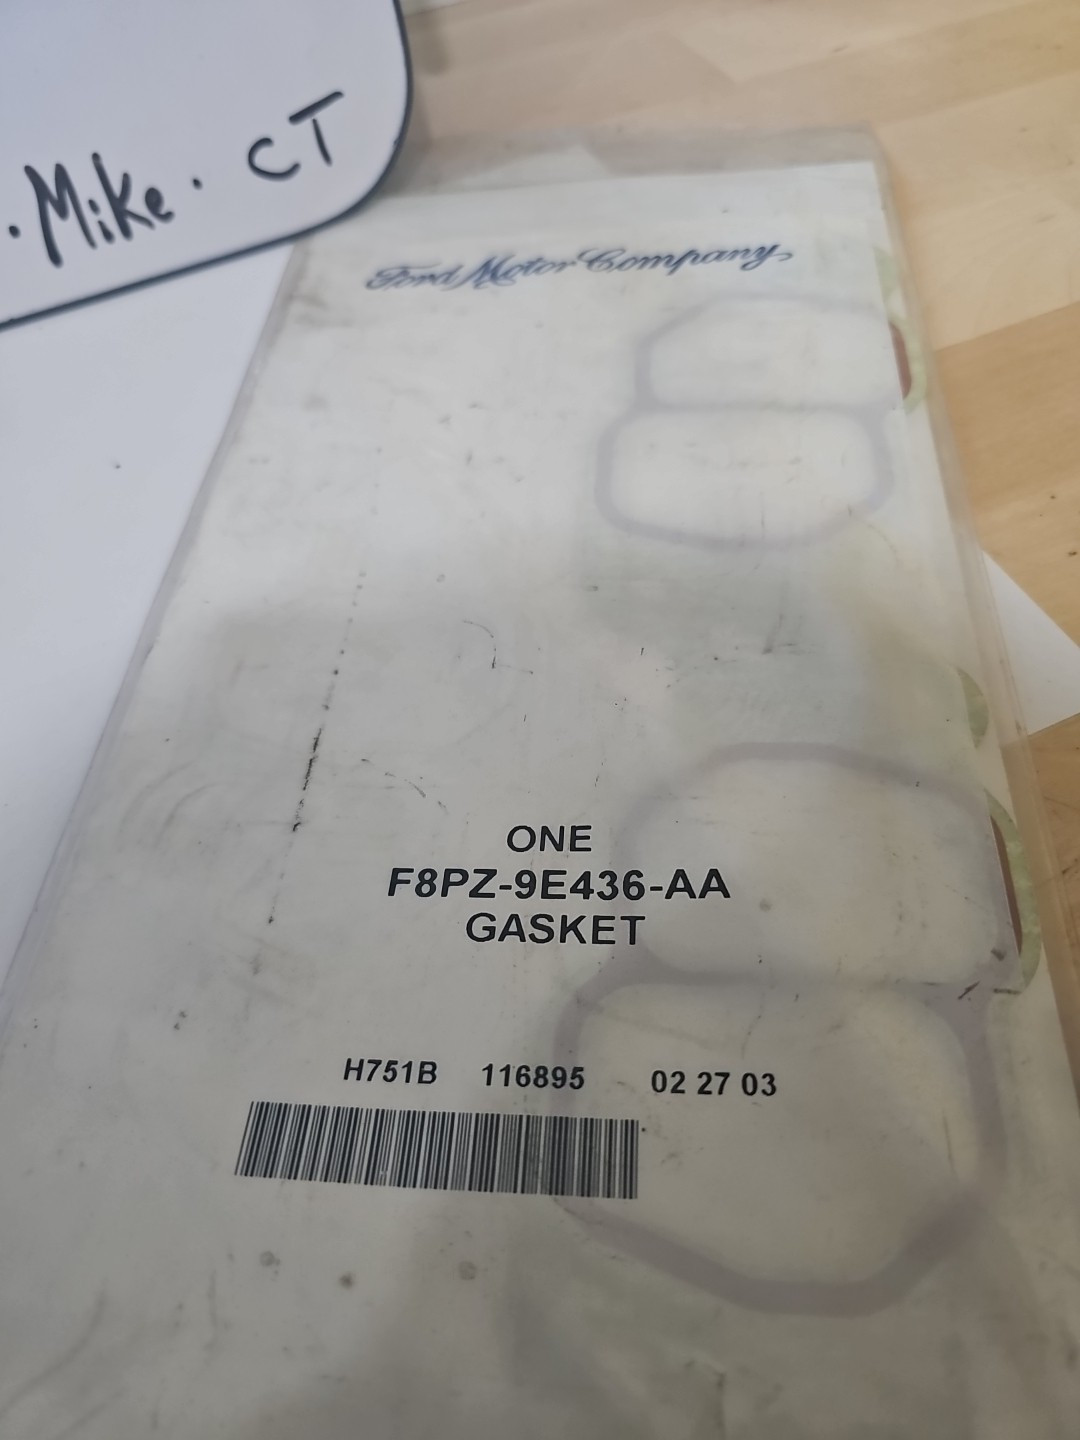 . Mike . CT
Ford Motor Company
ONE
F8PZ-9E436-AA
GASKET
H751B 116895 02 27 03